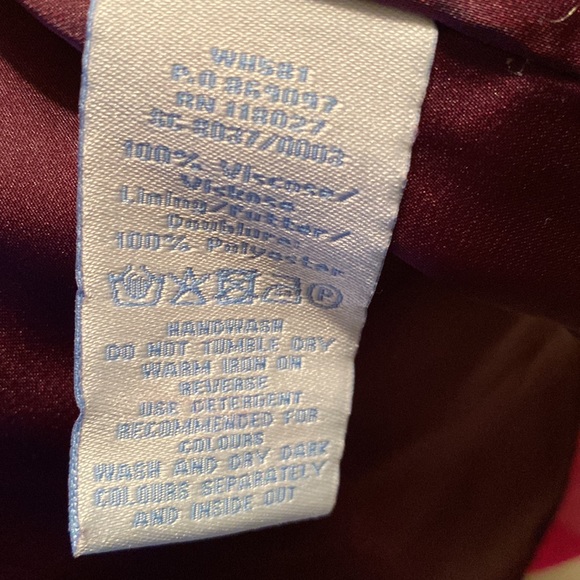 WH581
P.O 869097
RN 118027
SG 8037/0003
100% Viscose/
Viskose
Lining/Futter/
Doublure:
100% Polyester
P
HANDWASH
DO NOT TUMBLE DRY
WARM IRON ON
REVERSE
USE DETERGENT
RECOMMENDED FOR
COLOURS
WASH AND DRY DARK
COLOURS SEPARATELY
AND INSIDE OUT